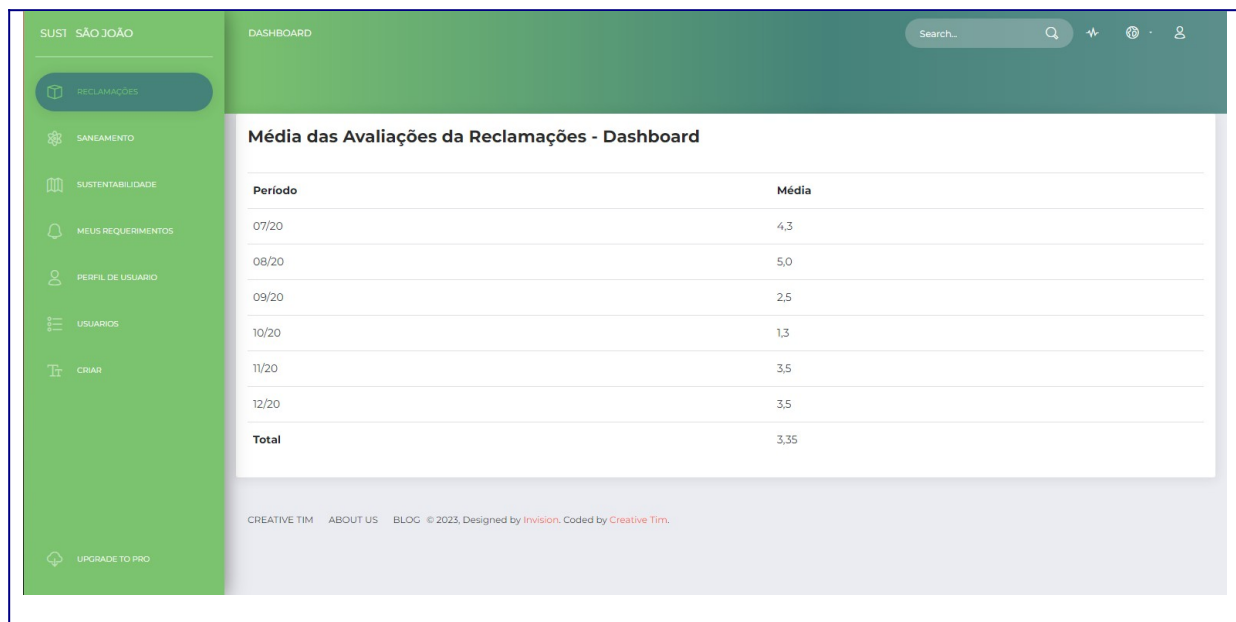 SUST SÃO JOÃO
DASHBOARD
Search...
RECLAMAÇÕES
SANEAMENTO
SUSTENTABILIDADE
MEUS REQUERIMENTOS
PERFIL DE USUARIO
USUARIOS
CRIAR
UPGRADE TO PRO
Média das Avaliações da Reclamações - Dashboard
Período Média
07/20 4,3
08/20 5,0
09/20 2,5
10/20 1,3
11/20 3,5
12/20 3,5
Total 3,35
CREATIVE TIM ABOUT US BLOG © 2023, Designed by Invision. Coded by Creative Tim.